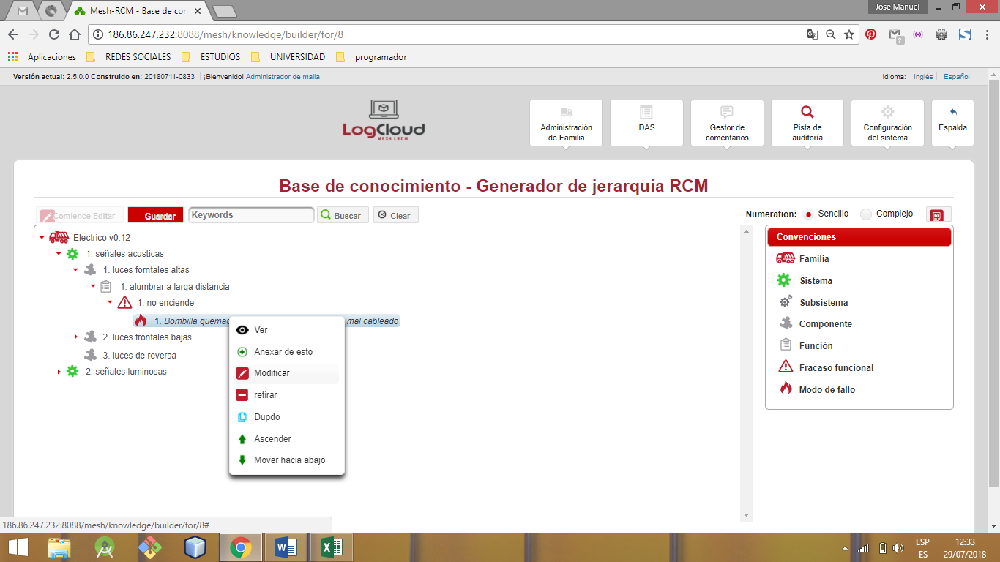 Jose Manuel
Mesh-RCM - Base de con
186.86.247.232:8088/mesh/knowledge/builder/for/8
Aplicaciones REDES SOCIALES ESTUDIOS UNIVERSIDAD programador
Versión actual: 2.5.0.0 Construido en: 20180711-0833 ¡Bienvenido! Administrador de malla
Idioma: Inglés Español
LogCloud
MESH LRCM
Administración
de Familia
DAS
Gestor de
comentarios
Pista de
auditoría
Configuración
del sistema
Espalda
Base de conocimiento - Generador de jerarquía RCM
Comience Editar Guardar Keywords Buscar Clear
Numeration: Sencillo Complejo
Electrico v0.12
1. señales acusticas
1. luces forntales altas
1. alumbrar a larga distancia
1. no enciende
1. Bombilla quemad mal cableado
2. luces frontales bajas
3. luces de reversa
2. señales luminosas
Ver
Anexar de esto
Modificar
retirar
Dupdo
Ascender
Mover hacia abajo
Convenciones
Familia
Sistema
Subsistema
Componente
Función
Fracaso funcional
Modo de fallo
186.86.247.232:8088/mesh/knowledge/builder/for/8#
ESP
ES
12:33
29/07/2018